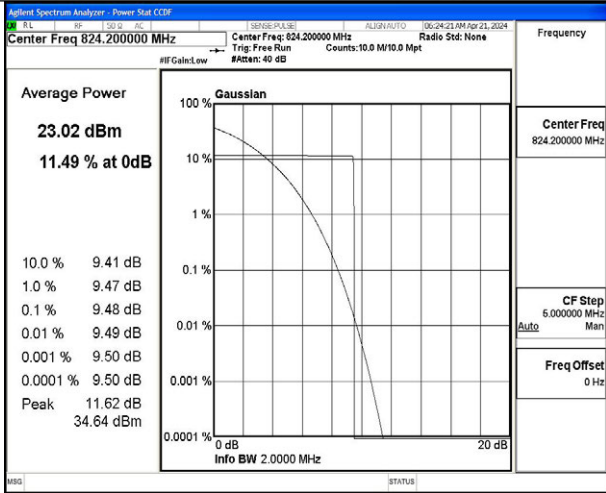 Agilent Spectrum Analyzer - Power Stat CCDF
RL RF 50 Ω AC SENSE:PULSE ALIGN AUTO 06:24:21 AM Apr 21, 2024
Center Freq 824.200000 MHz
Center Freq: 824.200000 MHz Radio Std: None
Trig: Free Run Counts:10.0 M/10.0 Mpt
#IFGain:Low #Atten: 40 dB
Frequency
Average Power
23.02 dBm
11.49 % at 0dB
10.0 % 9.41 dB
1.0 % 9.47 dB
0.1 % 9.48 dB
0.01 % 9.49 dB
0.001 % 9.50 dB
0.0001 % 9.50 dB
Peak 11.62 dB
34.64 dBm
Gaussian
100 %
10 %
1 %
0.1 %
0.01 %
0.001 %
0.0001 %
0 dB 20 dB
Info BW 2.0000 MHz
Center Freq
824.200000 MHz
CF Step
5.000000 MHz
Auto Man
Freq Offset
0 Hz
MSG STATUS